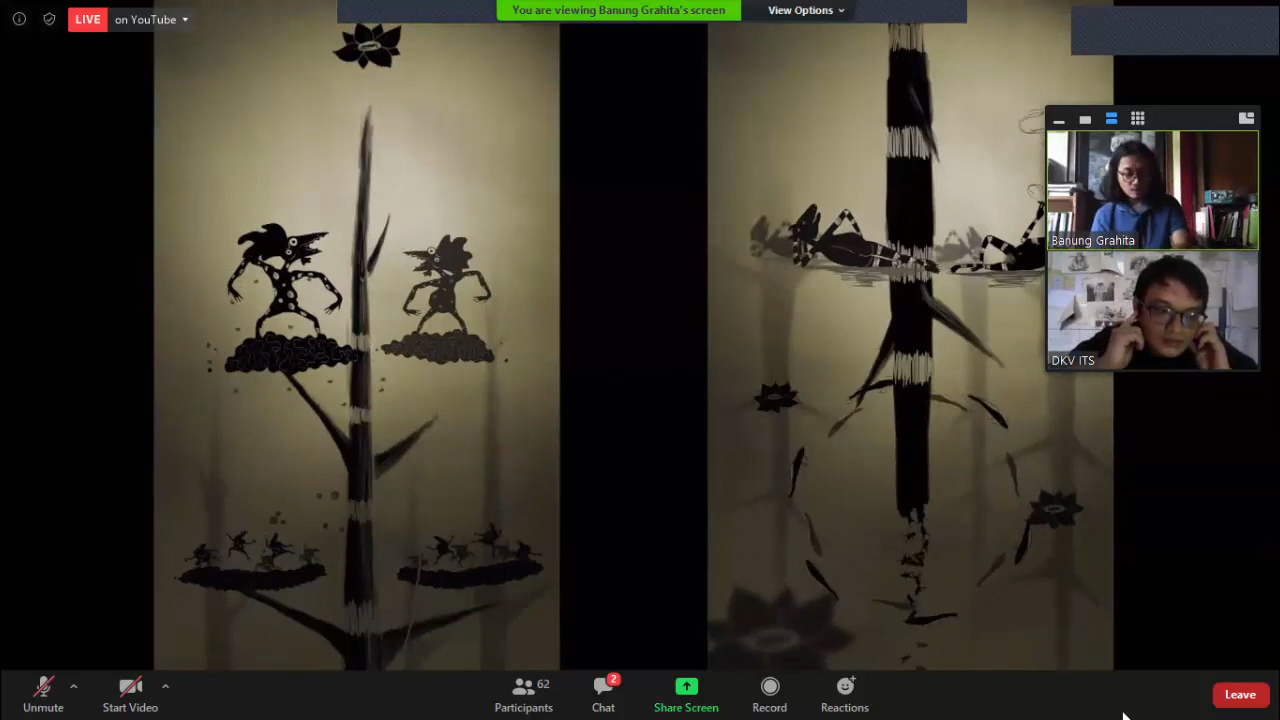 LIVE on YouTube
You are viewing Banung Grahita's screen
View Options
Banung Grahita
DKV ITS
Unmute
Start Video
Participants
62
Chat
2
Share Screen
Record
Reactions
Leave